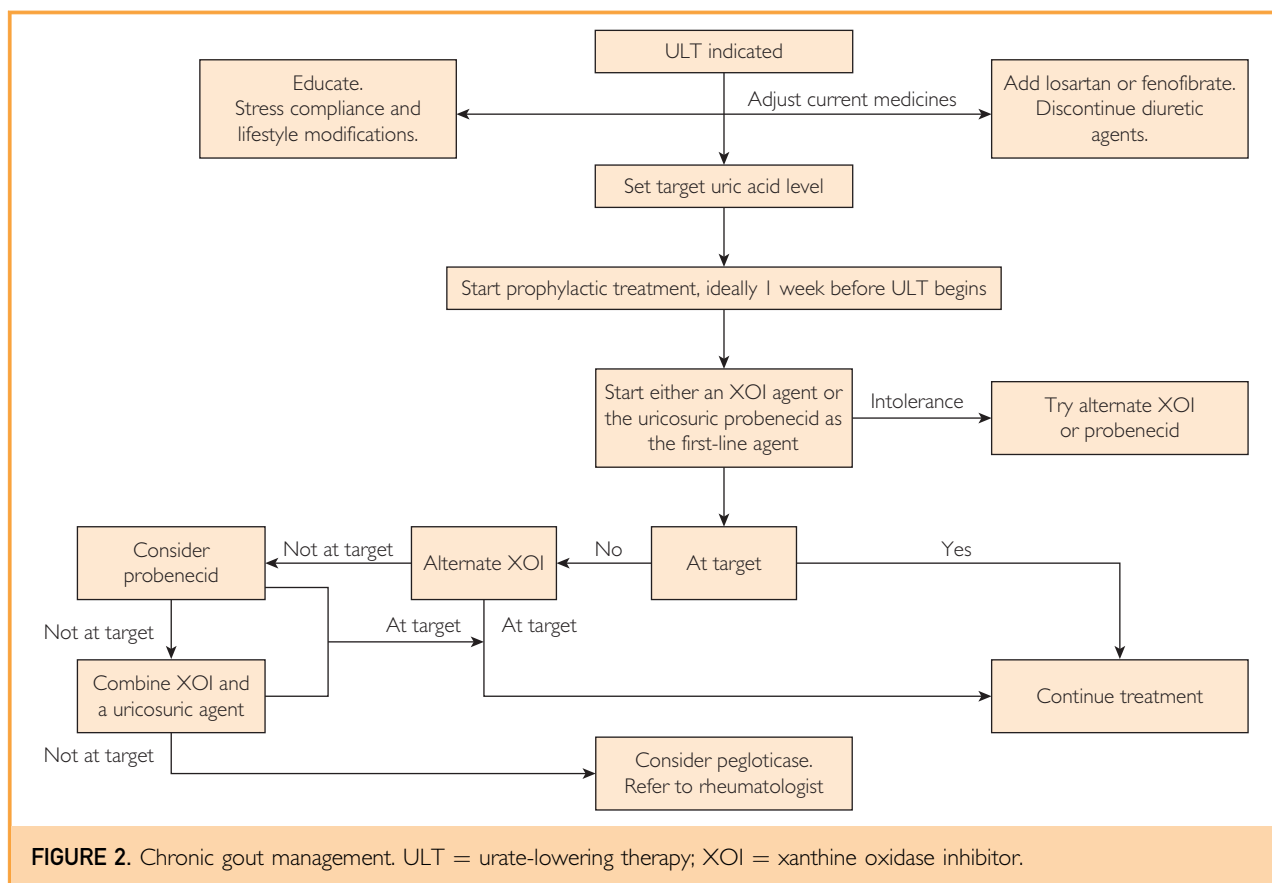 ULT indicated
Educate.
Stress compliance and
lifestyle modifications.
Adjust current medicines
Add losartan or fenofibrate.
Discontinue diuretic
agents.
Set target uric acid level
Start prophylactic treatment, ideally 1 week before ULT begins
Start either an XOI agent or
the uricosuric probenecid as
the first-line agent
Intolerance
Try alternate XOI
or probenecid
Consider
probenecid
Not at target
Alternate XOI
No
At target
Yes
Not at target
At target
At target
Combine XOI and
a uricosuric agent
Continue treatment
Not at target
Consider pegloticase.
Refer to rheumatologist
FIGURE 2. Chronic gout management. ULT = urate-lowering therapy; XOI = xanthine oxidase inhibitor.